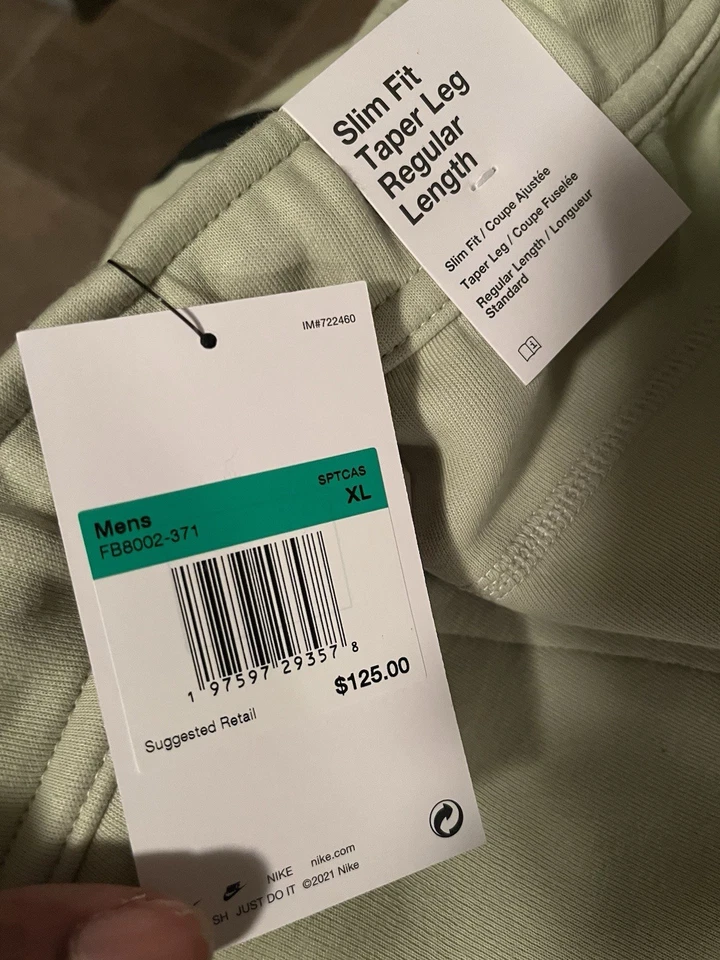 Slim Fit
Taper Leg
Regular
Length
Slim Fit / Coupe Ajustée
Taper Leg / Coupe Fuselée
Regular Length / Longueur
Standard
IM#722460
SPTCAS
Mens
XL
FB8002-371
1 97597 29357 8
$125.00
Suggested Retail
NIKE nike.com
SH JUST DO IT ©2021 Nike